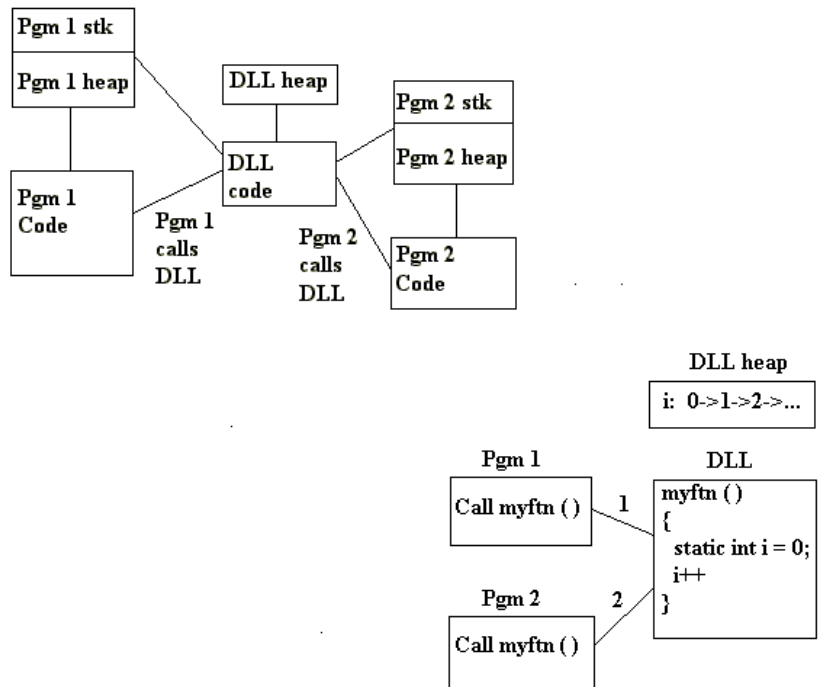 Pgm 1 stk
Pgm 1 heap
DLL heap
Pgm 2 stk
Pgm 2 heap
DLL
code
Pgm 1
Code
Pgm 1
calls
DLL
Pgm 2
calls
DLL
Pgm 2
Code
DLL heap
i: 0->1->2->...
Pgm 1
DLL
Call myftn ( )
1
myftn ( )
{
static int i = 0;
i++
}
Pgm 2
2
Call myftn ( )